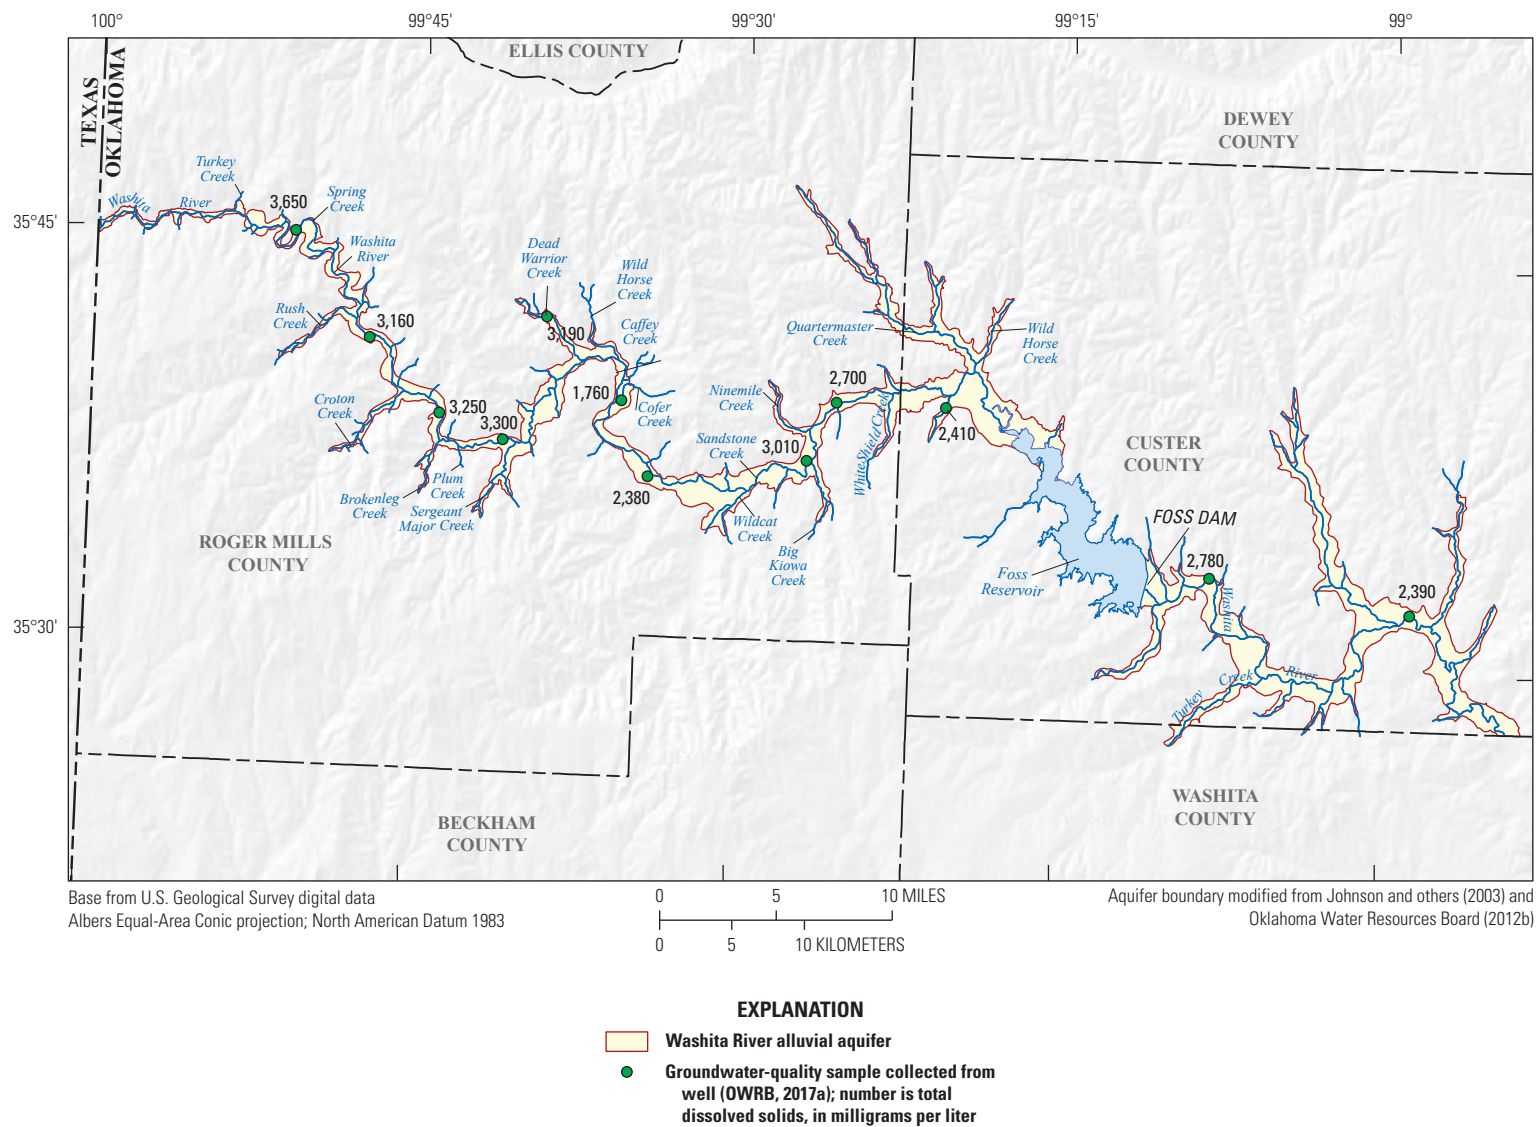 100°
99°45'
99°30'
99°15'
99°
TEXAS
OKLAHOMA
ELLIS COUNTY
DEWEY
COUNTY
35°45'
35°30'
Washita
River
Turkey
Creek
3,650
Spring
Creek
Washita
River
Rush
Creek
3,160
Dead
Warrior
Creek
3,190
Wild
Horse
Creek
Caffey
Creek
1,760
Cofer
Creek
Croton
Creek
3,250
3,300
Plum
Creek
Brokenleg
Creek
Sergeant
Major Creek
2,380
Sandstone
Creek
Wildcat
Creek
Ninemile
Creek
3,010
Big
Kiowa
Creek
2,700
White Shield Creek
Quartermaster
Creek
Wild
Horse
Creek
2,410
CUSTER
COUNTY
FOSS DAM
Foss
Reservoir
2,780
Washita
River
Turkey
Creek
2,390
ROGER MILLS
COUNTY
BECKHAM
COUNTY
WASHITA
COUNTY
Base from U.S. Geological Survey digital data
Albers Equal-Area Conic projection; North American Datum 1983
0 5 10 MILES
0 5 10 KILOMETERS
Aquifer boundary modified from Johnson and others (2003) and
Oklahoma Water Resources Board (2012b)
EXPLANATION
Washita River alluvial aquifer
Groundwater-quality sample collected from
well (OWRB, 2017a); number is total
dissolved solids, in milligrams per liter